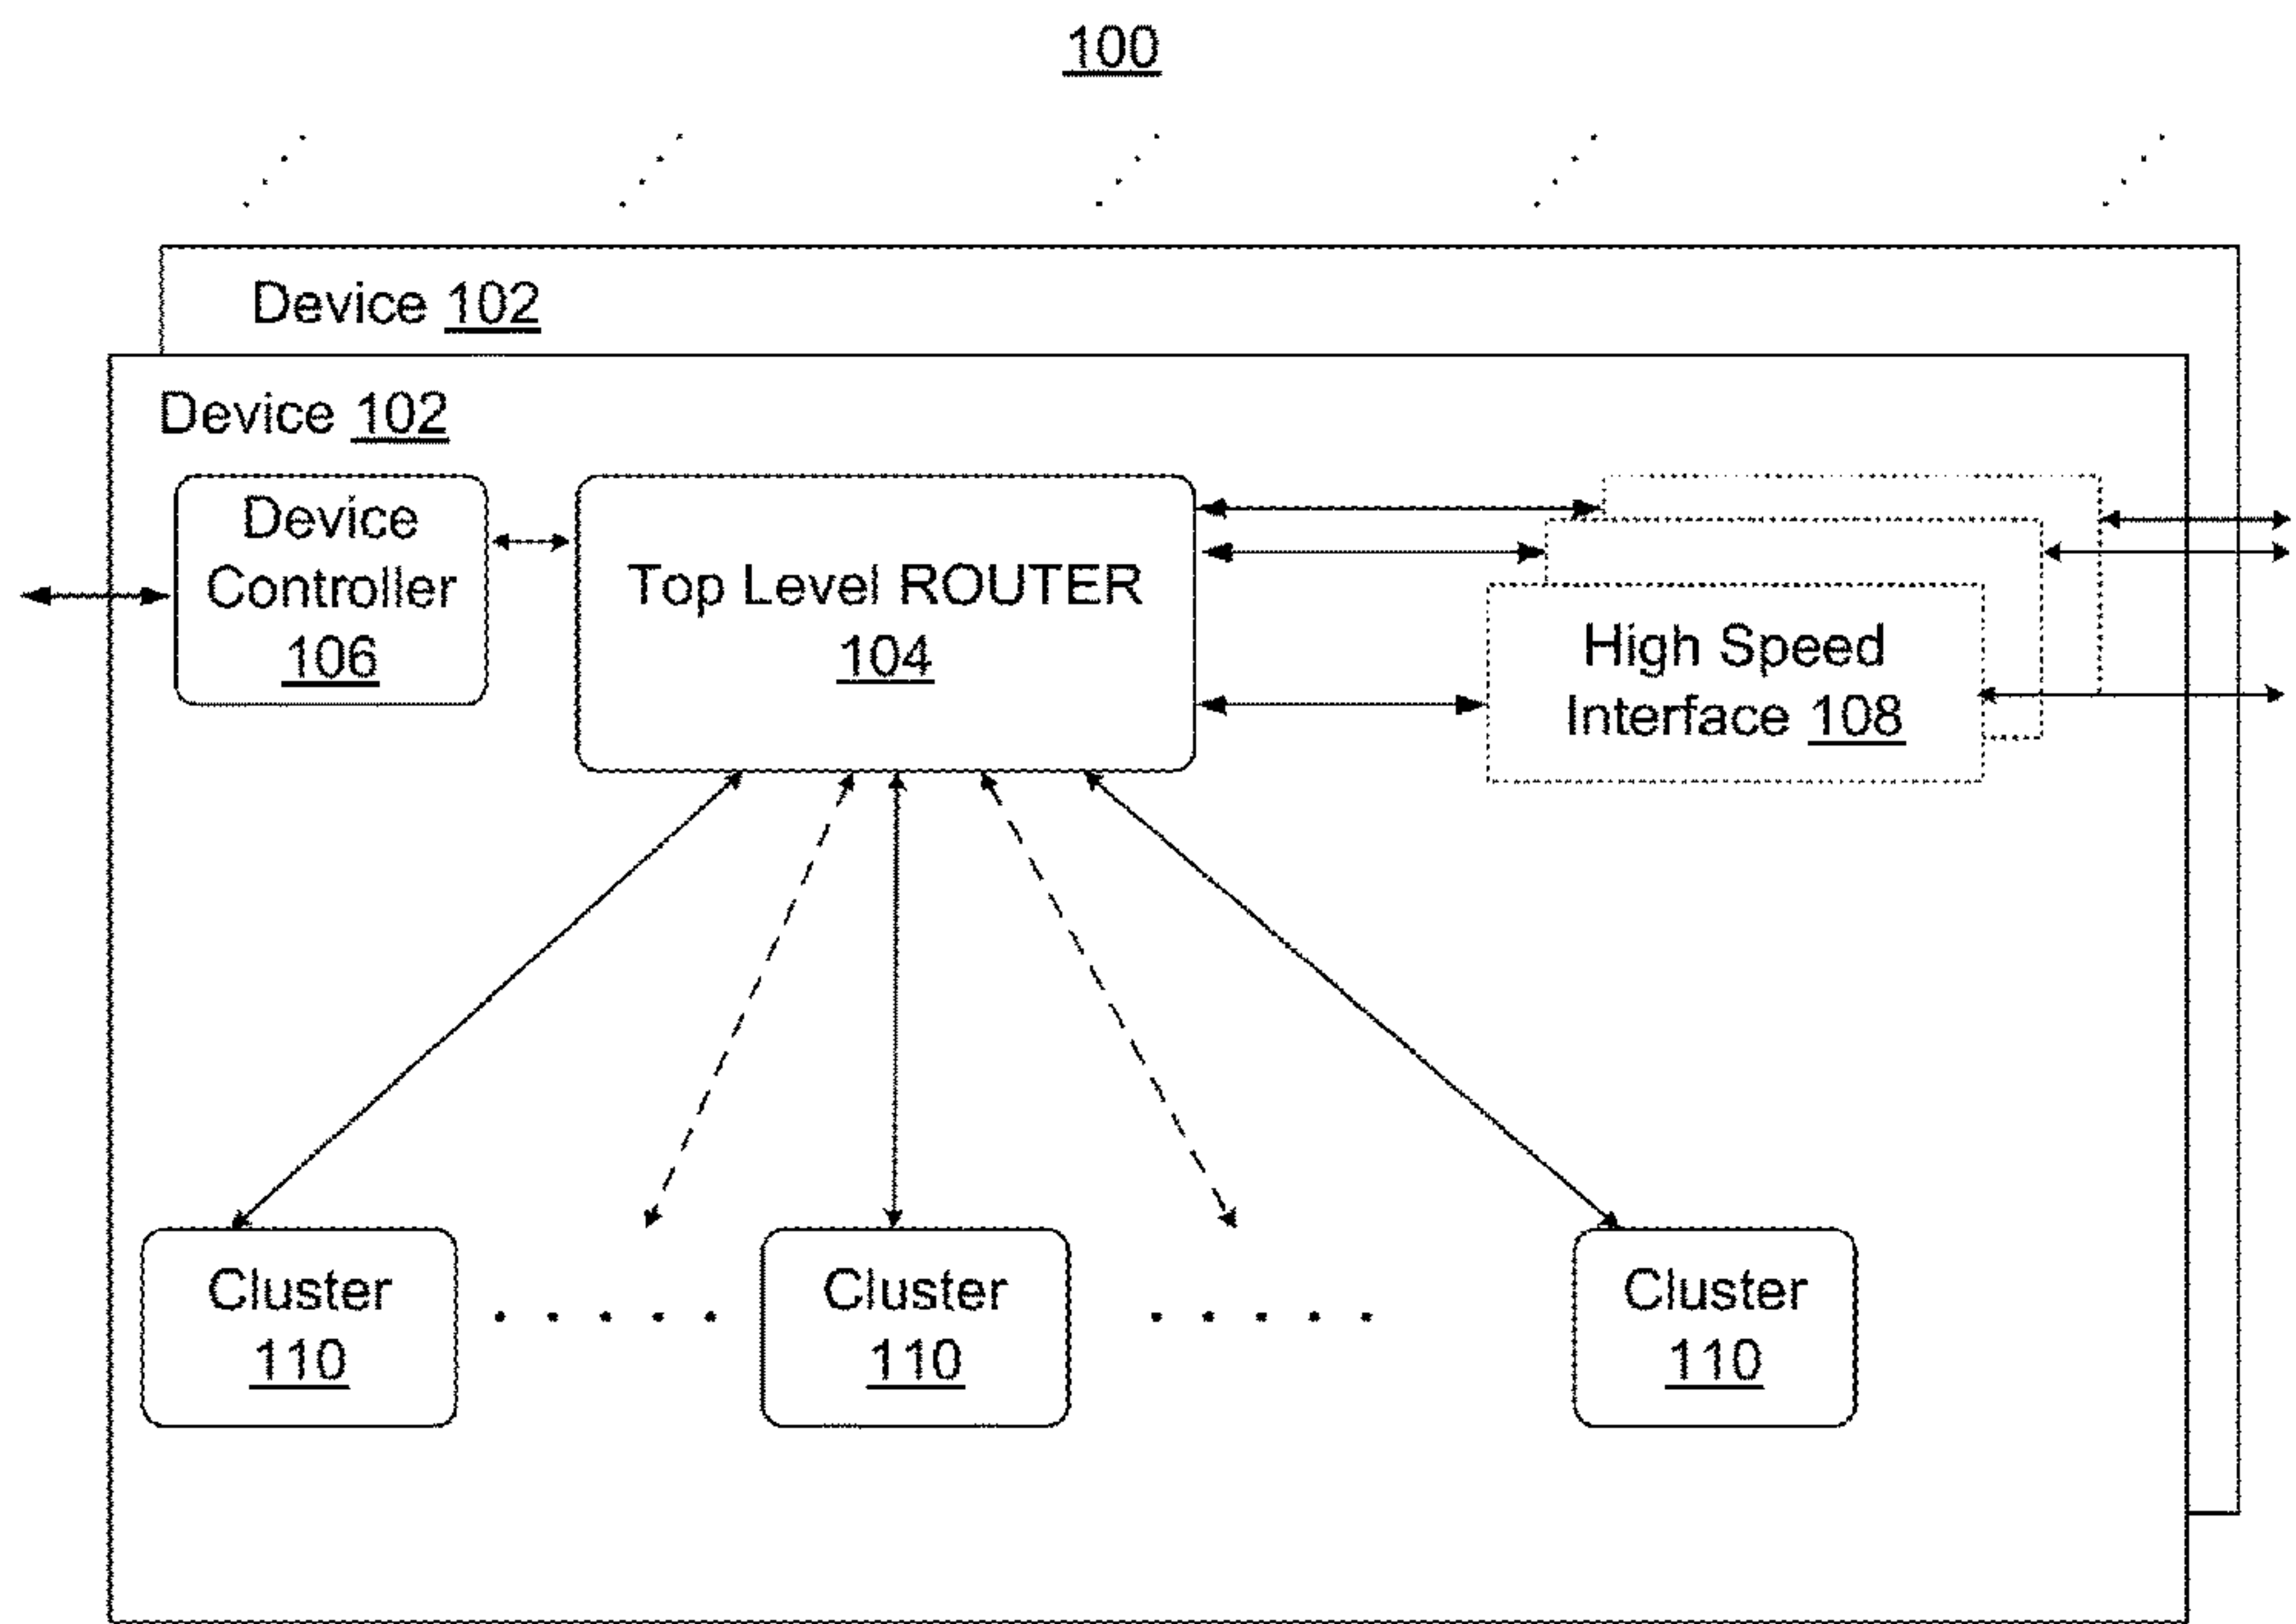 100
Device 102
Device 102
Device
Controller
106
Top Level ROUTER
104
High Speed
Interface 108
Cluster
110
Cluster
110
Cluster
110